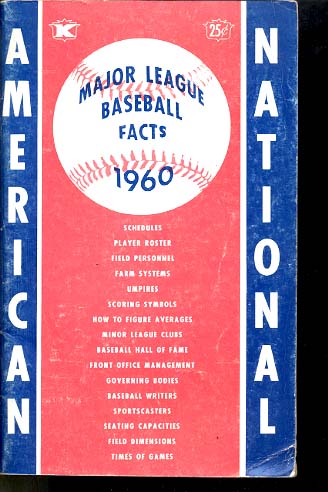 K
25¢
AMERICAN
NATIONAL
MAJOR LEAGUE
BASEBALL
FACTS
1960
SCHEDULES
PLAYER ROSTER
FIELD PERSONNEL
FARM SYSTEMS
UMPIRES
SCORING SYMBOLS
HOW TO FIGURE AVERAGES
MINOR LEAGUE CLUBS
BASEBALL HALL OF FAME
FRONT OFFICE MANAGEMENT
GOVERNING BODIES
BASEBALL WRITERS
SPORTSCASTERS
SEATING CAPACITIES
FIELD DIMENSIONS
TIMES OF GAMES